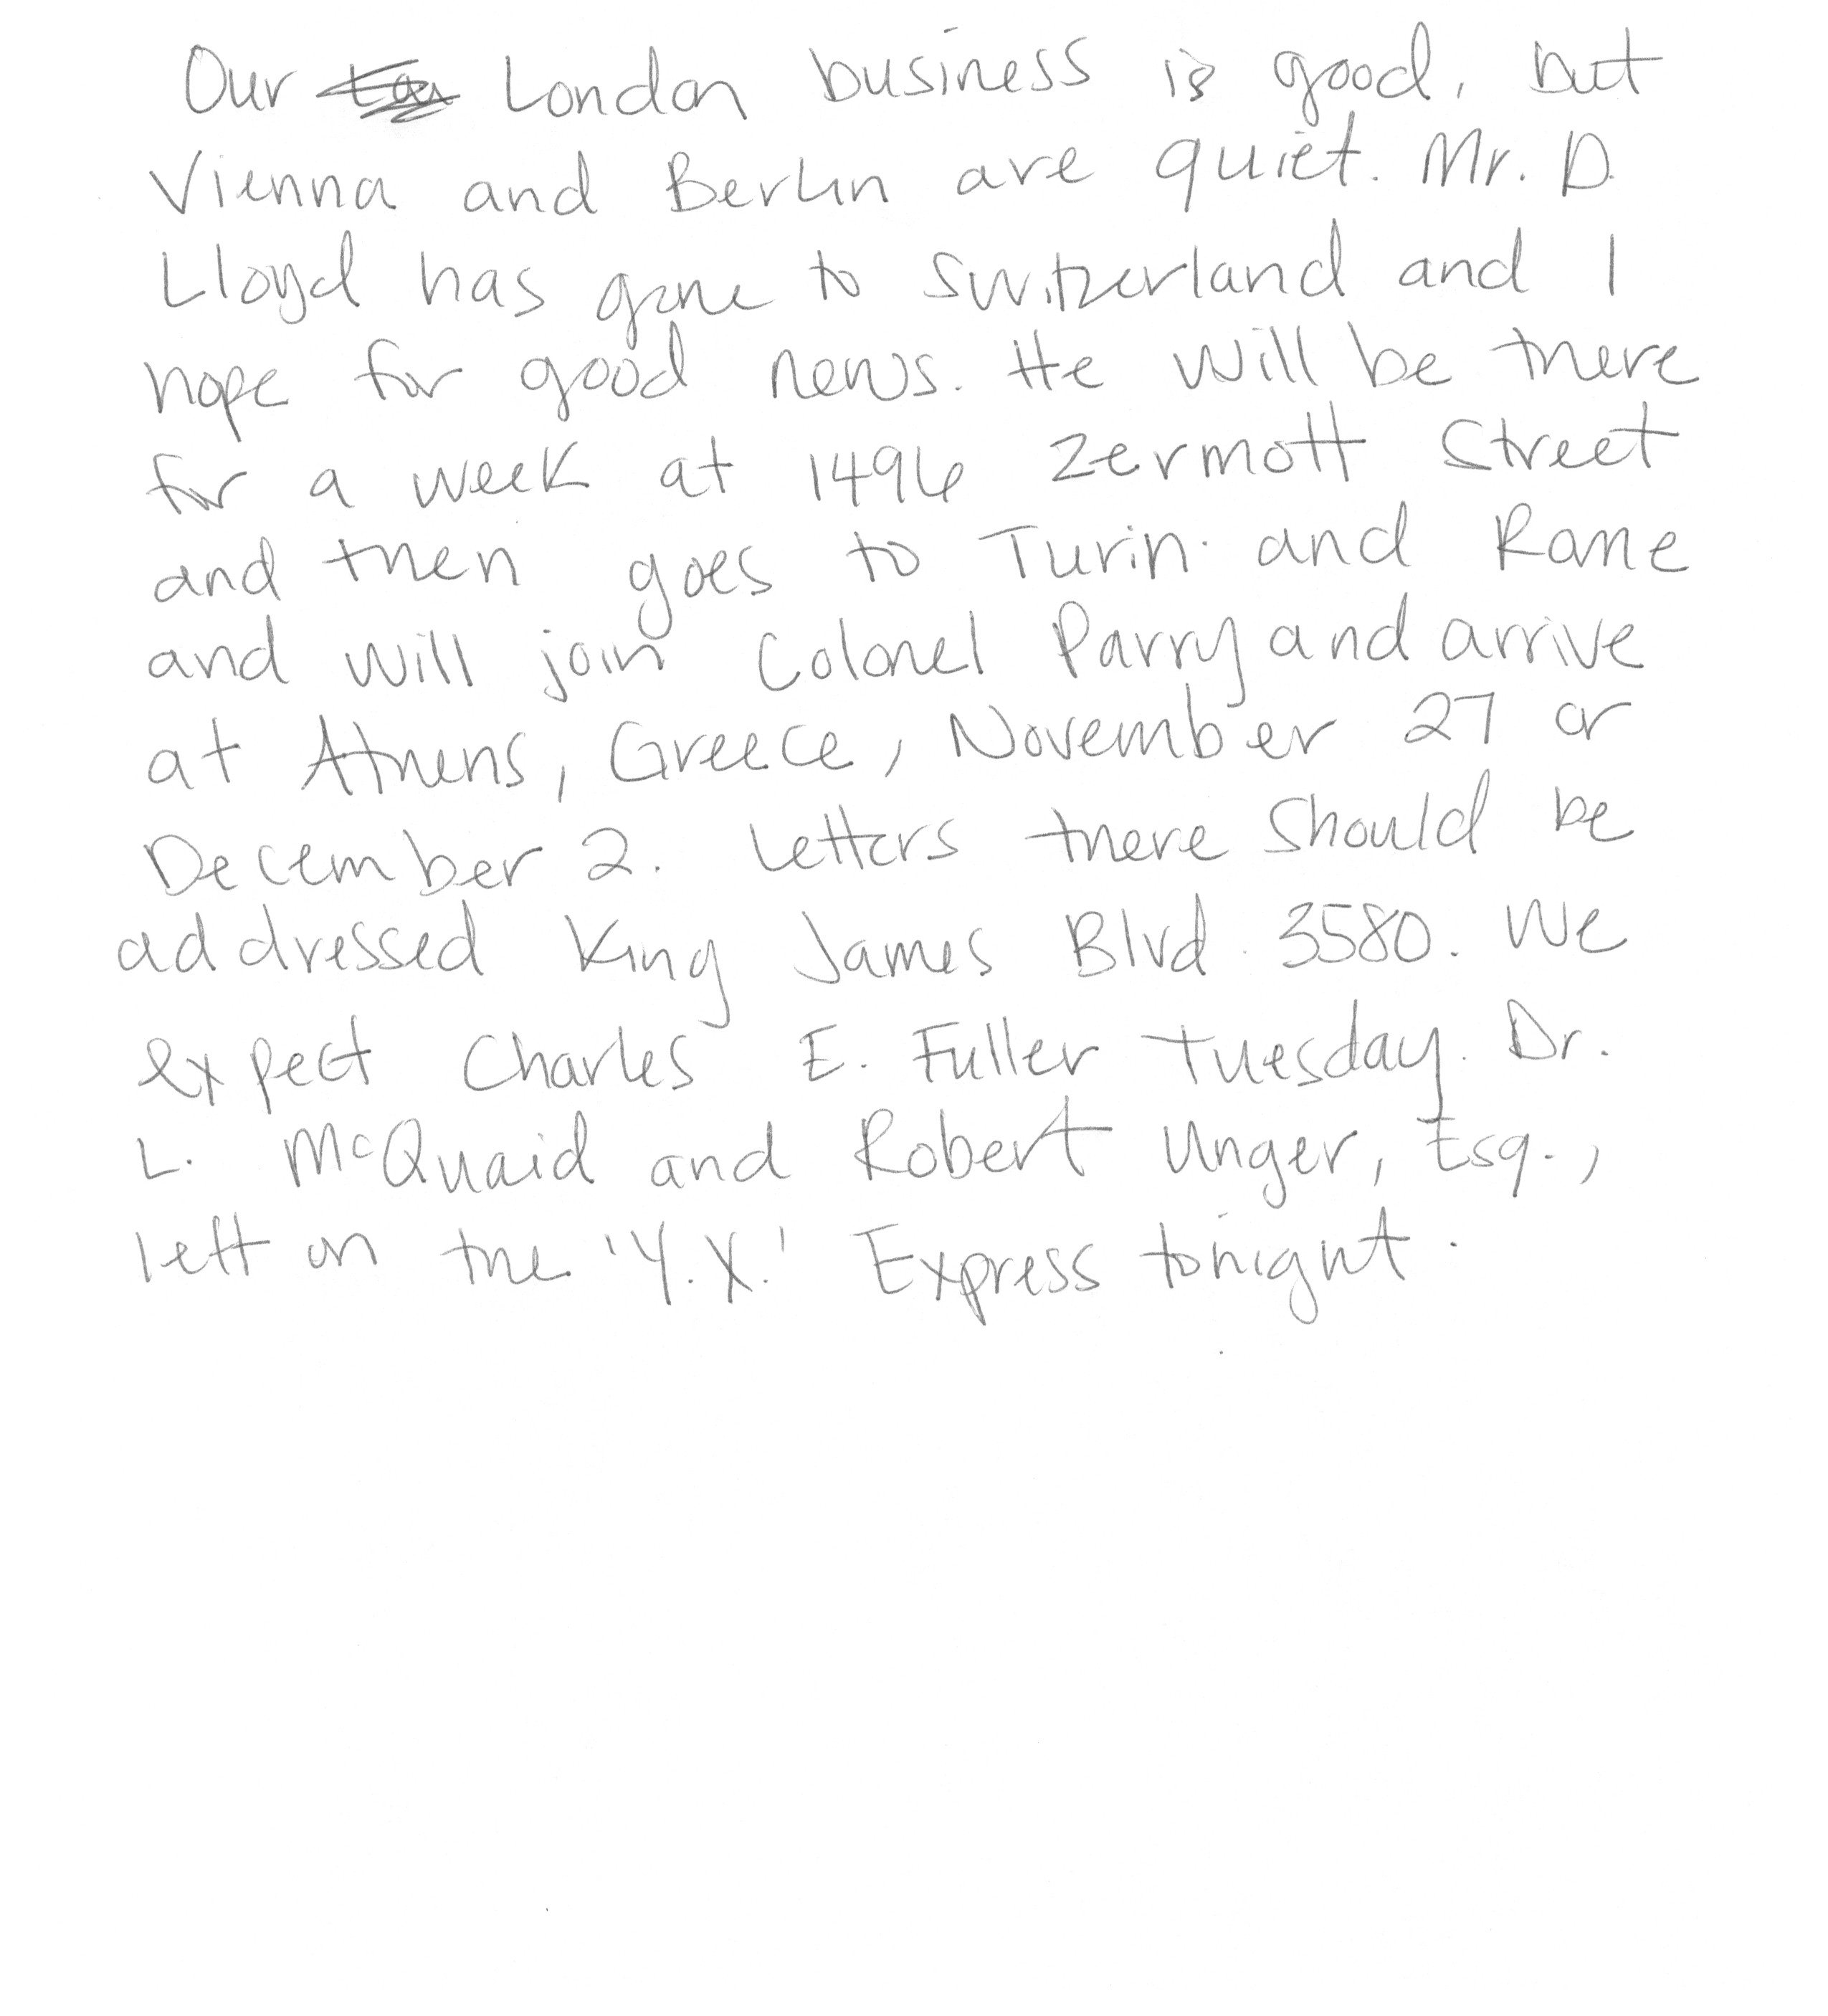 Our London business is good, but
Vienna and Berlin are quiet. Mr. D.
Lloyd has gone to Switzerland and I
hope for good news. He will be there
for a week at 1496 Zermott Street
and then goes to Turin and Rome
and will join Colonel Parry and arrive
at Athens, Greece, November 27 or
December 2. Letters there should be
addressed King James Blvd. 3580. We
expect Charles E. Fuller Tuesday. Dr.
L. McQuaid and Robert Unger, Esq.,
left on the 'Y.X.' Express tonight.